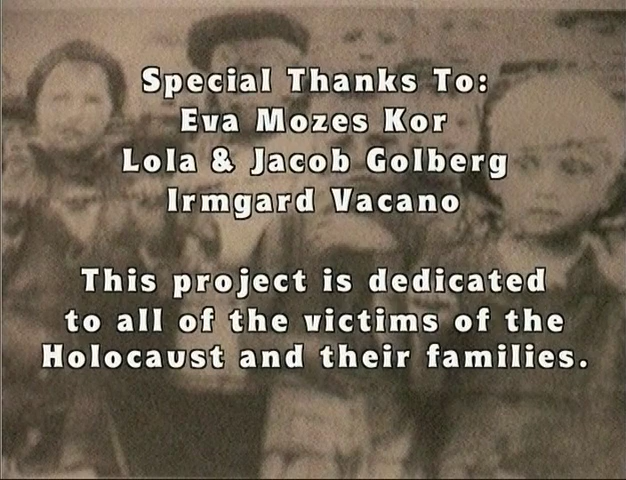 Special Thanks To:
Eva Mozes Kor
Lola & Jacob Golberg
Irmgard Vacano
This project is dedicated
to all of the victims of the
Holocaust and their families.